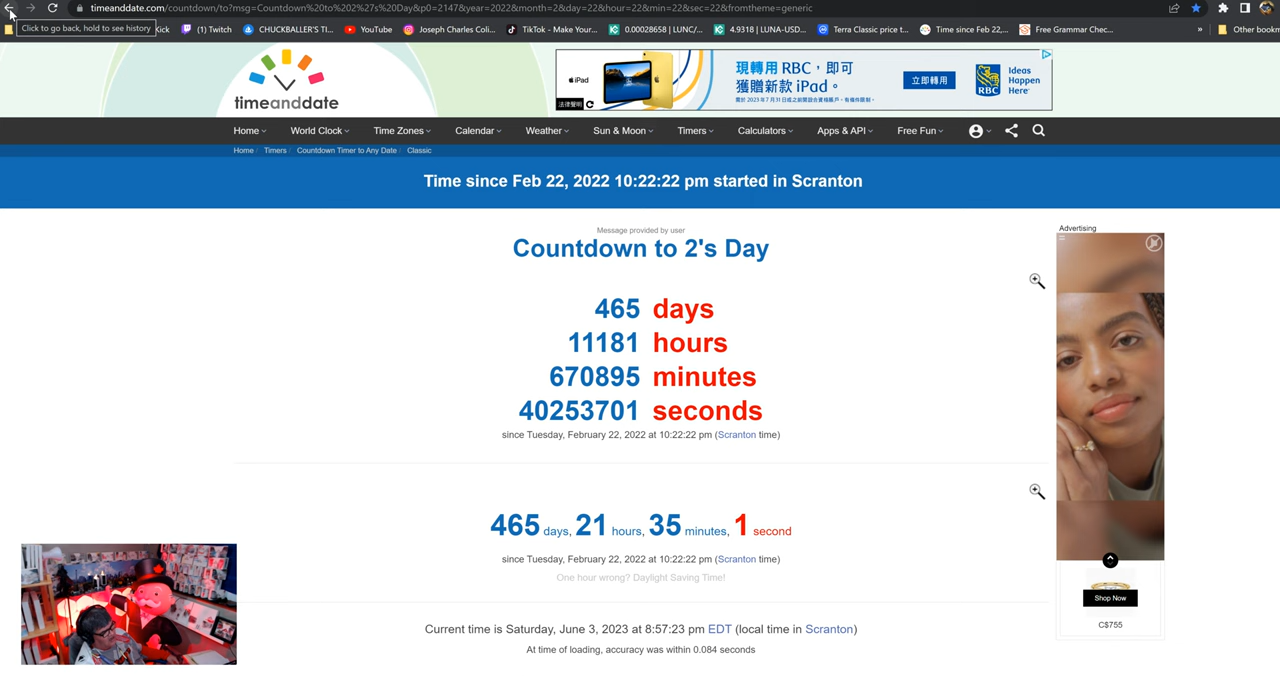 timeanddate.com/countdown/to?msg=Countdown%20to%202%27s%20Day&p0=2147&year=2022&month=2&day=22&hour=22&min=22&sec=22&fromtheme=generic
Click to go back, hold to see history
Kick
(1) Twitch
CHUCKBALLER'S TI...
YouTube
Joseph Charles Coli...
TikTok - Make Your...
0.00028658 | LUNC/...
4.9318 | LUNA-USD...
Terra Classic price t...
Time since Feb 22,...
Free Grammar Chec...
»
Other bookm
timeanddate
iPad
現轉用 RBC，即可
獲贈新款 iPad。
立即轉用
RBC
Ideas
Happen
Here
法律聲明
Home
World Clock
Time Zones
Calendar
Weather
Sun & Moon
Timers
Calculators
Apps & API
Free Fun
Home / Timers / Countdown Timer to Any Date / Classic
Time since Feb 22, 2022 10:22:22 pm started in Scranton
Message provided by user
Countdown to 2's Day
Advertising
465 days
11181 hours
670895 minutes
40253701 seconds
since Tuesday, February 22, 2022 at 10:22:22 pm (Scranton time)
465 days, 21 hours, 35 minutes, 1 second
since Tuesday, February 22, 2022 at 10:22:22 pm (Scranton time)
One hour wrong? Daylight Saving Time!
Shop Now
C$755
Current time is Saturday, June 3, 2023 at 8:57:23 pm EDT (local time in Scranton)
At time of loading, accuracy was within 0.084 seconds